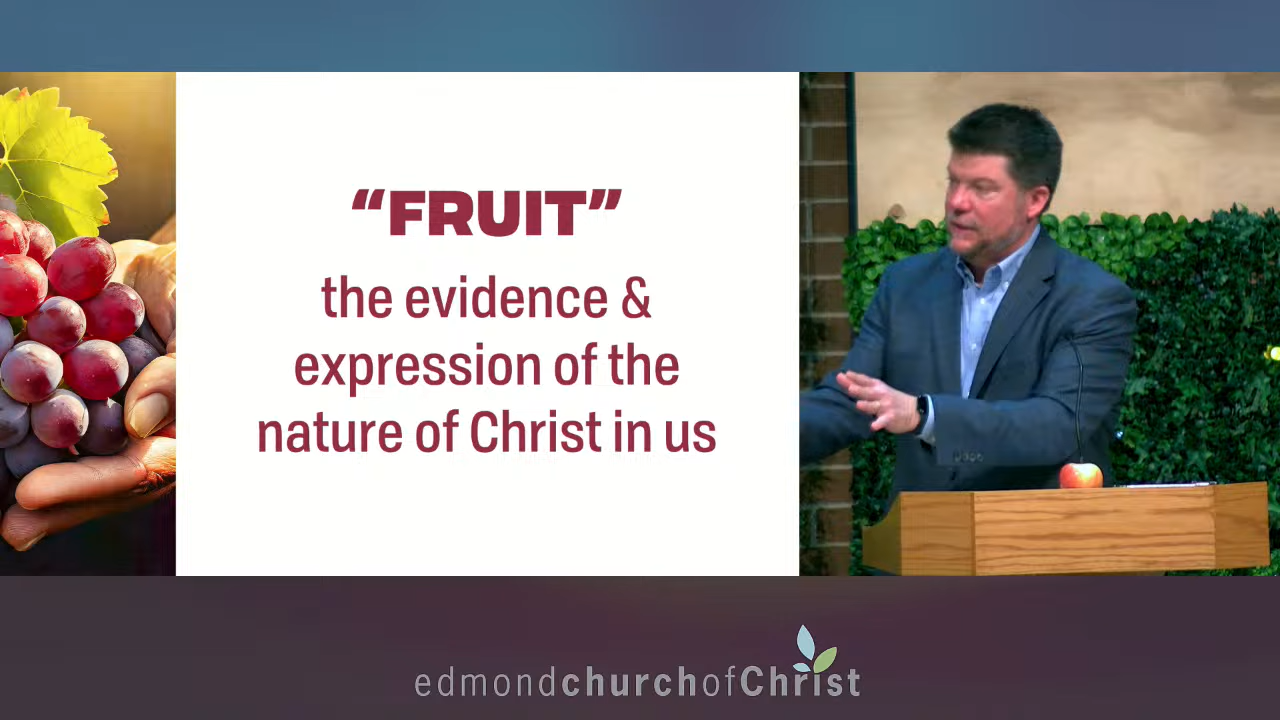 “FRUIT”
the evidence &
expression of the
nature of Christ in us
edmondchurchofChrist